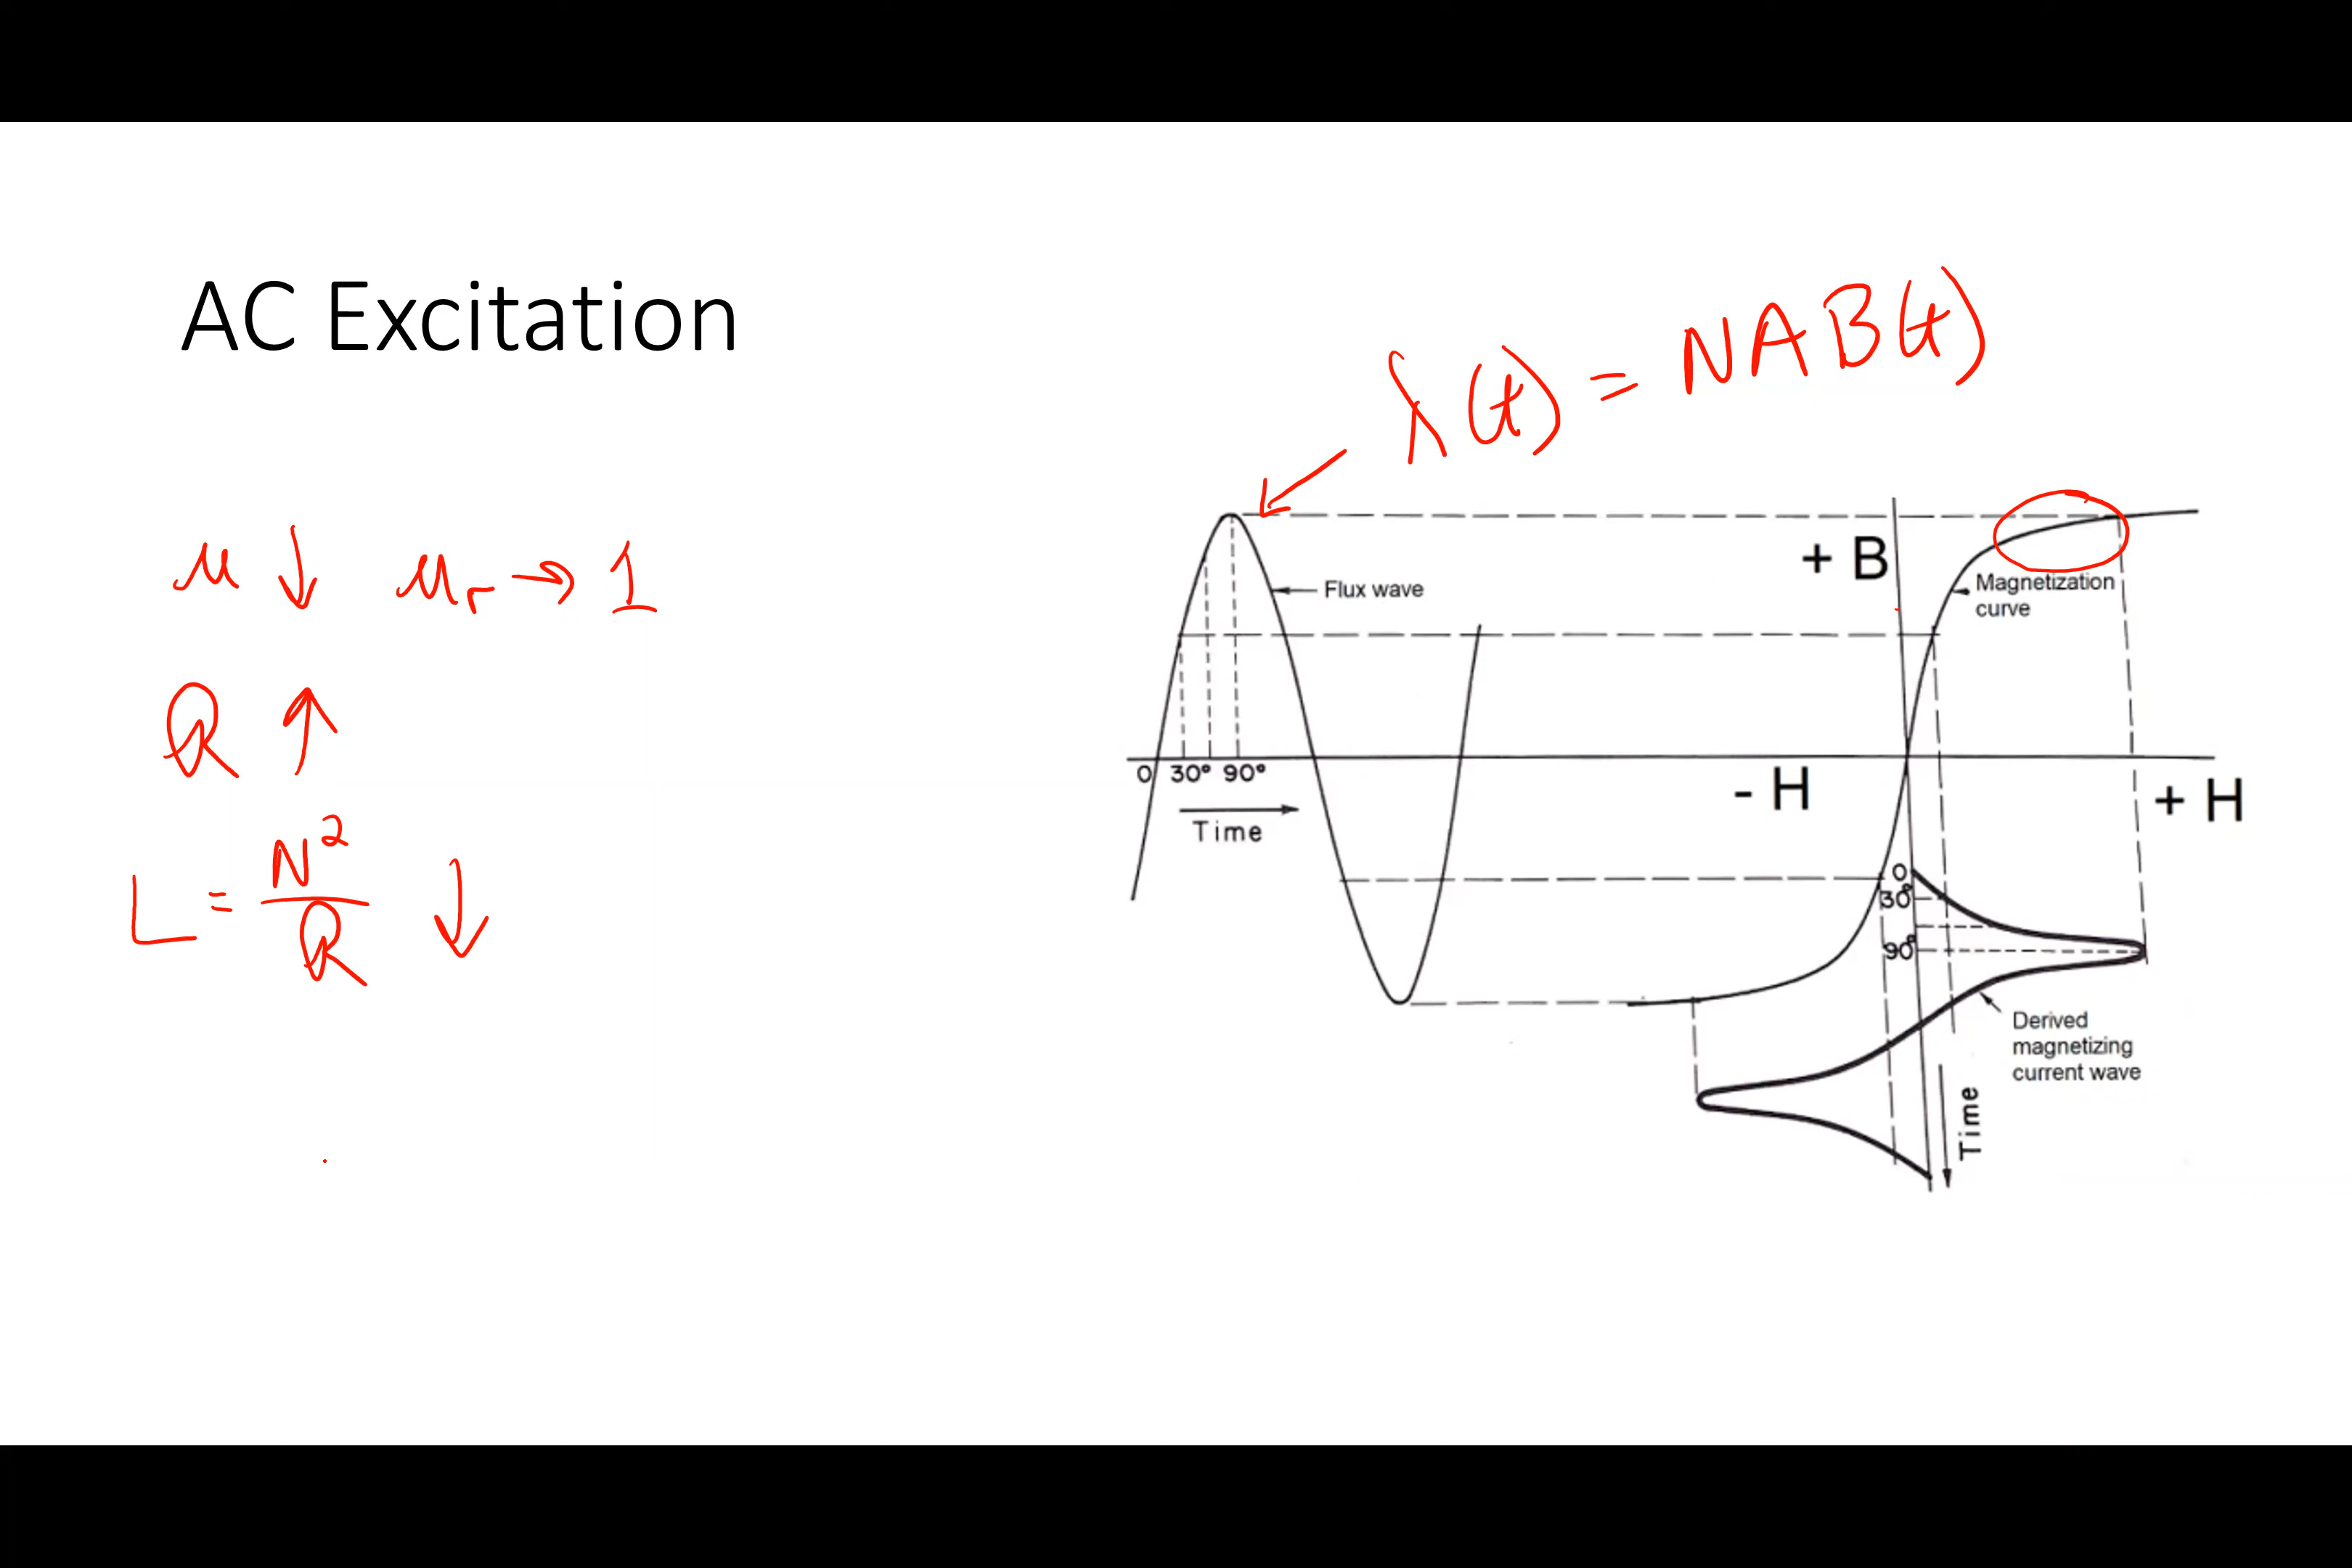 AC Excitation
λ(t) = NAB(t)
μ ↓ μr → 1
R ↑
L = N²/R ↓
+ B
Flux wave
Magnetization
curve
0 30° 90°
Time
- H
+ H
0
30°
90°
Derived
magnetizing
current wave
Time